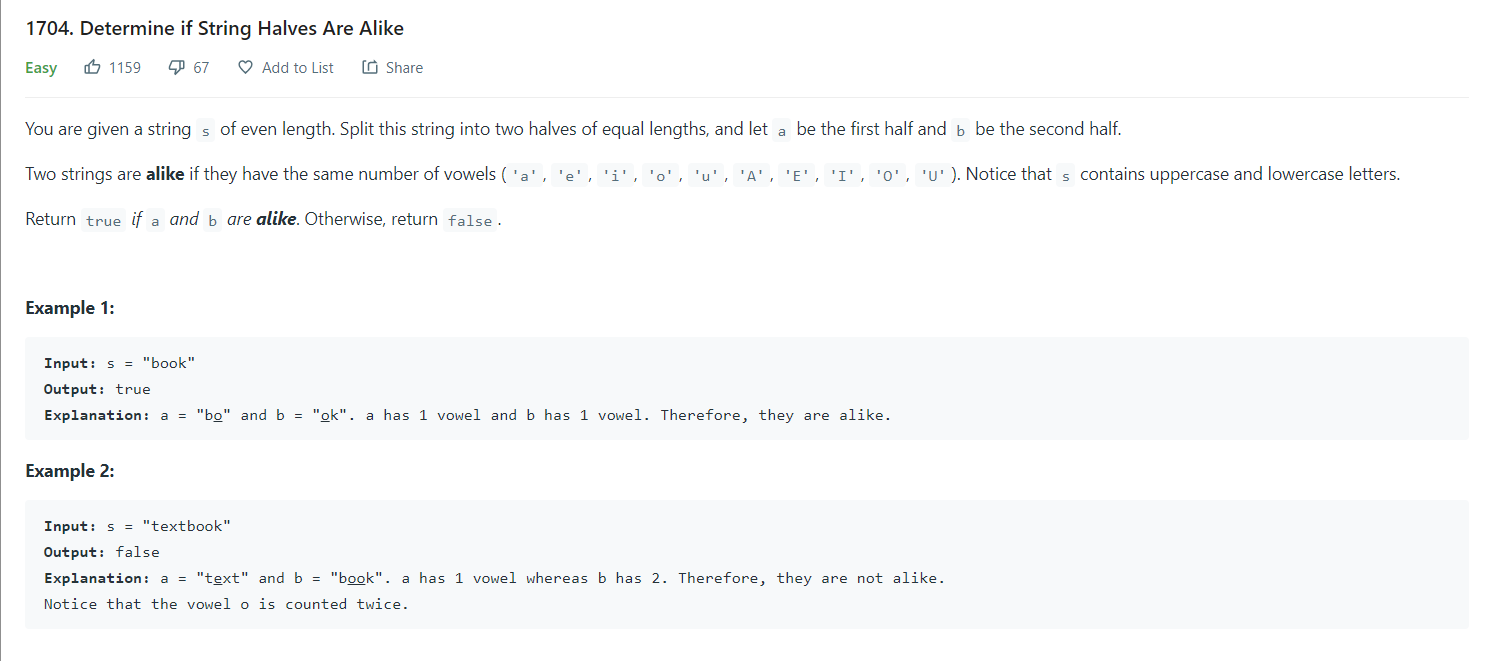 1704. Determine if String Halves Are Alike
Easy 1159 67 Add to List Share
You are given a string s of even length. Split this string into two halves of equal lengths, and let a be the first half and b be the second half.
Two strings are alike if they have the same number of vowels ( 'a', 'e', 'i', 'o', 'u', 'A', 'E', 'I', 'O', 'U' ). Notice that s contains uppercase and lowercase letters.
Return true if a and b are alike. Otherwise, return false .
Example 1:
Input: s = "book"
Output: true
Explanation: a = "bo" and b = "ok". a has 1 vowel and b has 1 vowel. Therefore, they are alike.
Example 2:
Input: s = "textbook"
Output: false
Explanation: a = "text" and b = "book". a has 1 vowel whereas b has 2. Therefore, they are not alike.
Notice that the vowel o is counted twice.